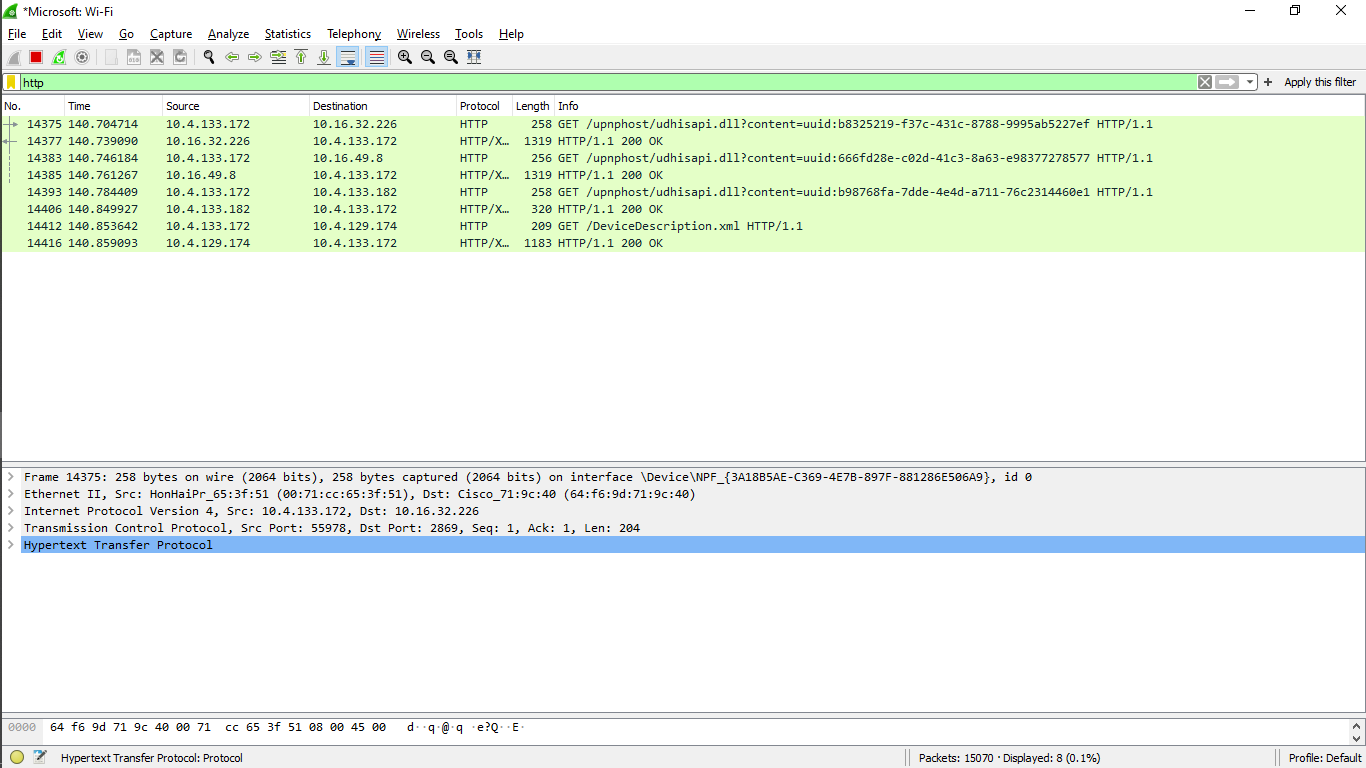 *Microsoft: Wi-Fi
File Edit View Go Capture Analyze Statistics Telephony Wireless Tools Help
http Apply this filter
No. Time Source Destination Protocol Length Info
14375 140.704714 10.4.133.172 10.16.32.226 HTTP 258 GET /upnphost/udhisapi.dll?content=uuid:b8325219-f37c-431c-8788-9995ab5227ef HTTP/1.1
14377 140.739090 10.16.32.226 10.4.133.172 HTTP/X… 1319 HTTP/1.1 200 OK
14383 140.746184 10.4.133.172 10.16.49.8 HTTP 256 GET /upnphost/udhisapi.dll?content=uuid:666fd28e-c02d-41c3-8a63-e98377278577 HTTP/1.1
14385 140.761267 10.16.49.8 10.4.133.172 HTTP/X… 1319 HTTP/1.1 200 OK
14393 140.784409 10.4.133.172 10.4.133.182 HTTP 258 GET /upnphost/udhisapi.dll?content=uuid:b98768fa-7dde-4e4d-a711-76c2314460e1 HTTP/1.1
14406 140.849927 10.4.133.182 10.4.133.172 HTTP/X… 320 HTTP/1.1 200 OK
14412 140.853642 10.4.133.172 10.4.129.174 HTTP 209 GET /DeviceDescription.xml HTTP/1.1
14416 140.859093 10.4.129.174 10.4.133.172 HTTP/X… 1183 HTTP/1.1 200 OK
Frame 14375: 258 bytes on wire (2064 bits), 258 bytes captured (2064 bits) on interface \Device\NPF_{3A18B5AE-C369-4E7B-897F-881286E506A9}, id 0
Ethernet II, Src: HonHaiPr_65:3f:51 (00:71:cc:65:3f:51), Dst: Cisco_71:9c:40 (64:f6:9d:71:9c:40)
Internet Protocol Version 4, Src: 10.4.133.172, Dst: 10.16.32.226
Transmission Control Protocol, Src Port: 55978, Dst Port: 2869, Seq: 1, Ack: 1, Len: 204
Hypertext Transfer Protocol
0000 64 f6 9d 71 9c 40 00 71 cc 65 3f 51 08 00 45 00 d··q·@·q ·e?Q··E·
Hypertext Transfer Protocol: Protocol Packets: 15070 · Displayed: 8 (0.1%) Profile: Default